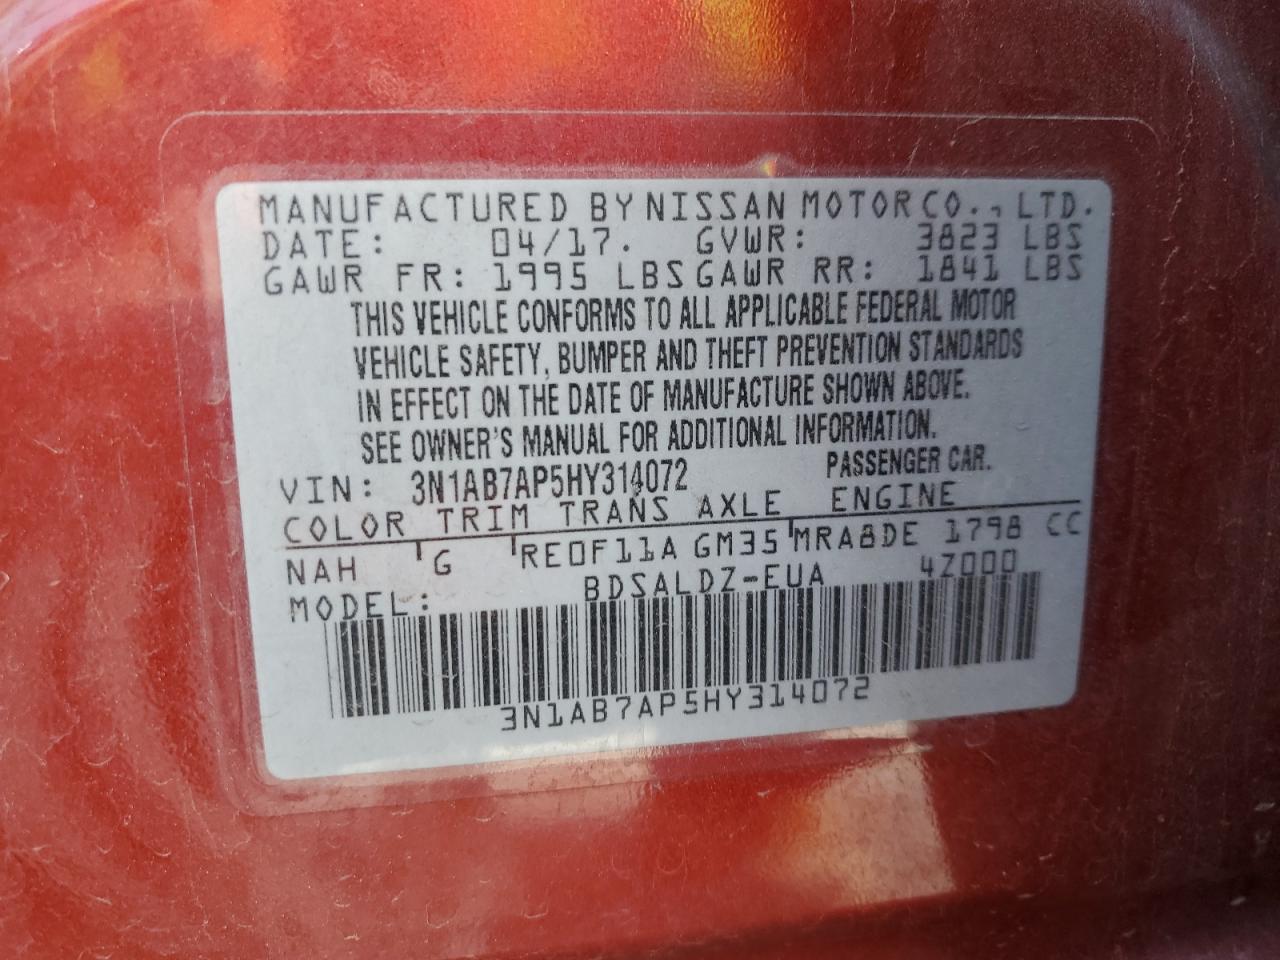 MANUFACTURED BY NISSAN MOTOR CO., LTD.
DATE: 04/17. GVWR: 3823 LBS
GAWR FR: 1995 LBS GAWR RR: 1841 LBS
THIS VEHICLE CONFORMS TO ALL APPLICABLE FEDERAL MOTOR
VEHICLE SAFETY, BUMPER AND THEFT PREVENTION STANDARDS
IN EFFECT ON THE DATE OF MANUFACTURE SHOWN ABOVE.
SEE OWNER'S MANUAL FOR ADDITIONAL INFORMATION.
VIN: 3N1AB7AP5HY314072 PASSENGER CAR.
COLOR TRIM TRANS AXLE ENGINE
NAH G RE0F11A GM35 MRA8DE 1798 CC
MODEL: BDSALDZ-EUA 4Z000
3N1AB7AP5HY314072